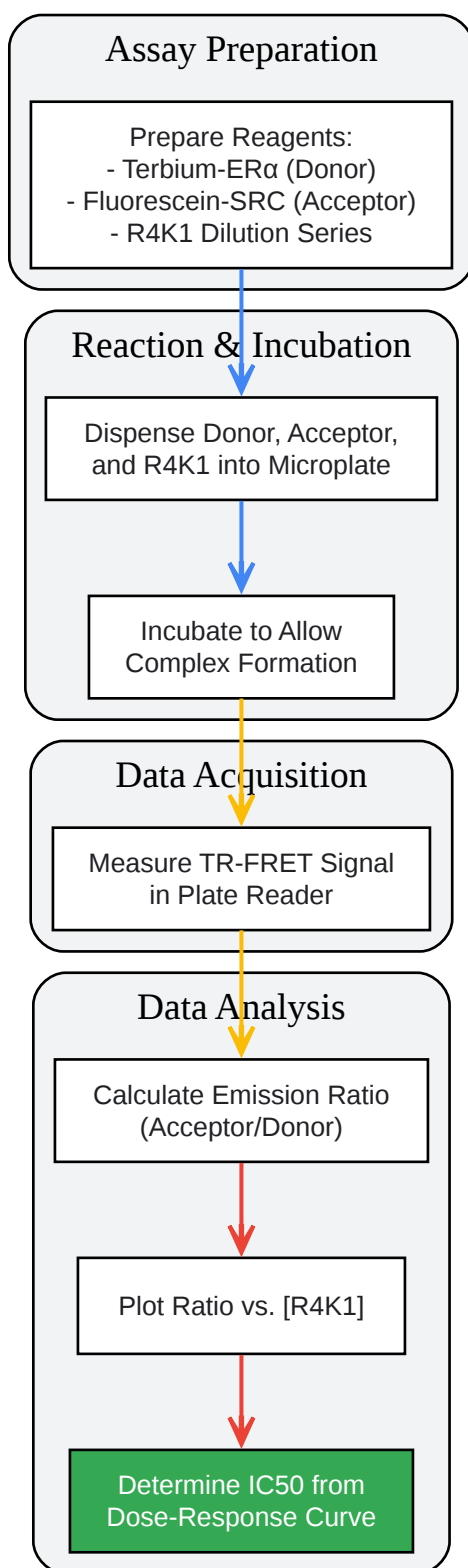 Assay Preparation
Prepare Reagents:
- Terbium-ERα (Donor)
- Fluorescein-SRC (Acceptor)
- R4K1 Dilution Series
Reaction & Incubation
Dispense Donor, Acceptor,
and R4K1 into Microplate
Incubate to Allow
Complex Formation
Data Acquisition
Measure TR-FRET Signal
in Plate Reader
Data Analysis
Calculate Emission Ratio
(Acceptor/Donor)
Plot Ratio vs. [R4K1]
Determine IC50 from
Dose-Response Curve